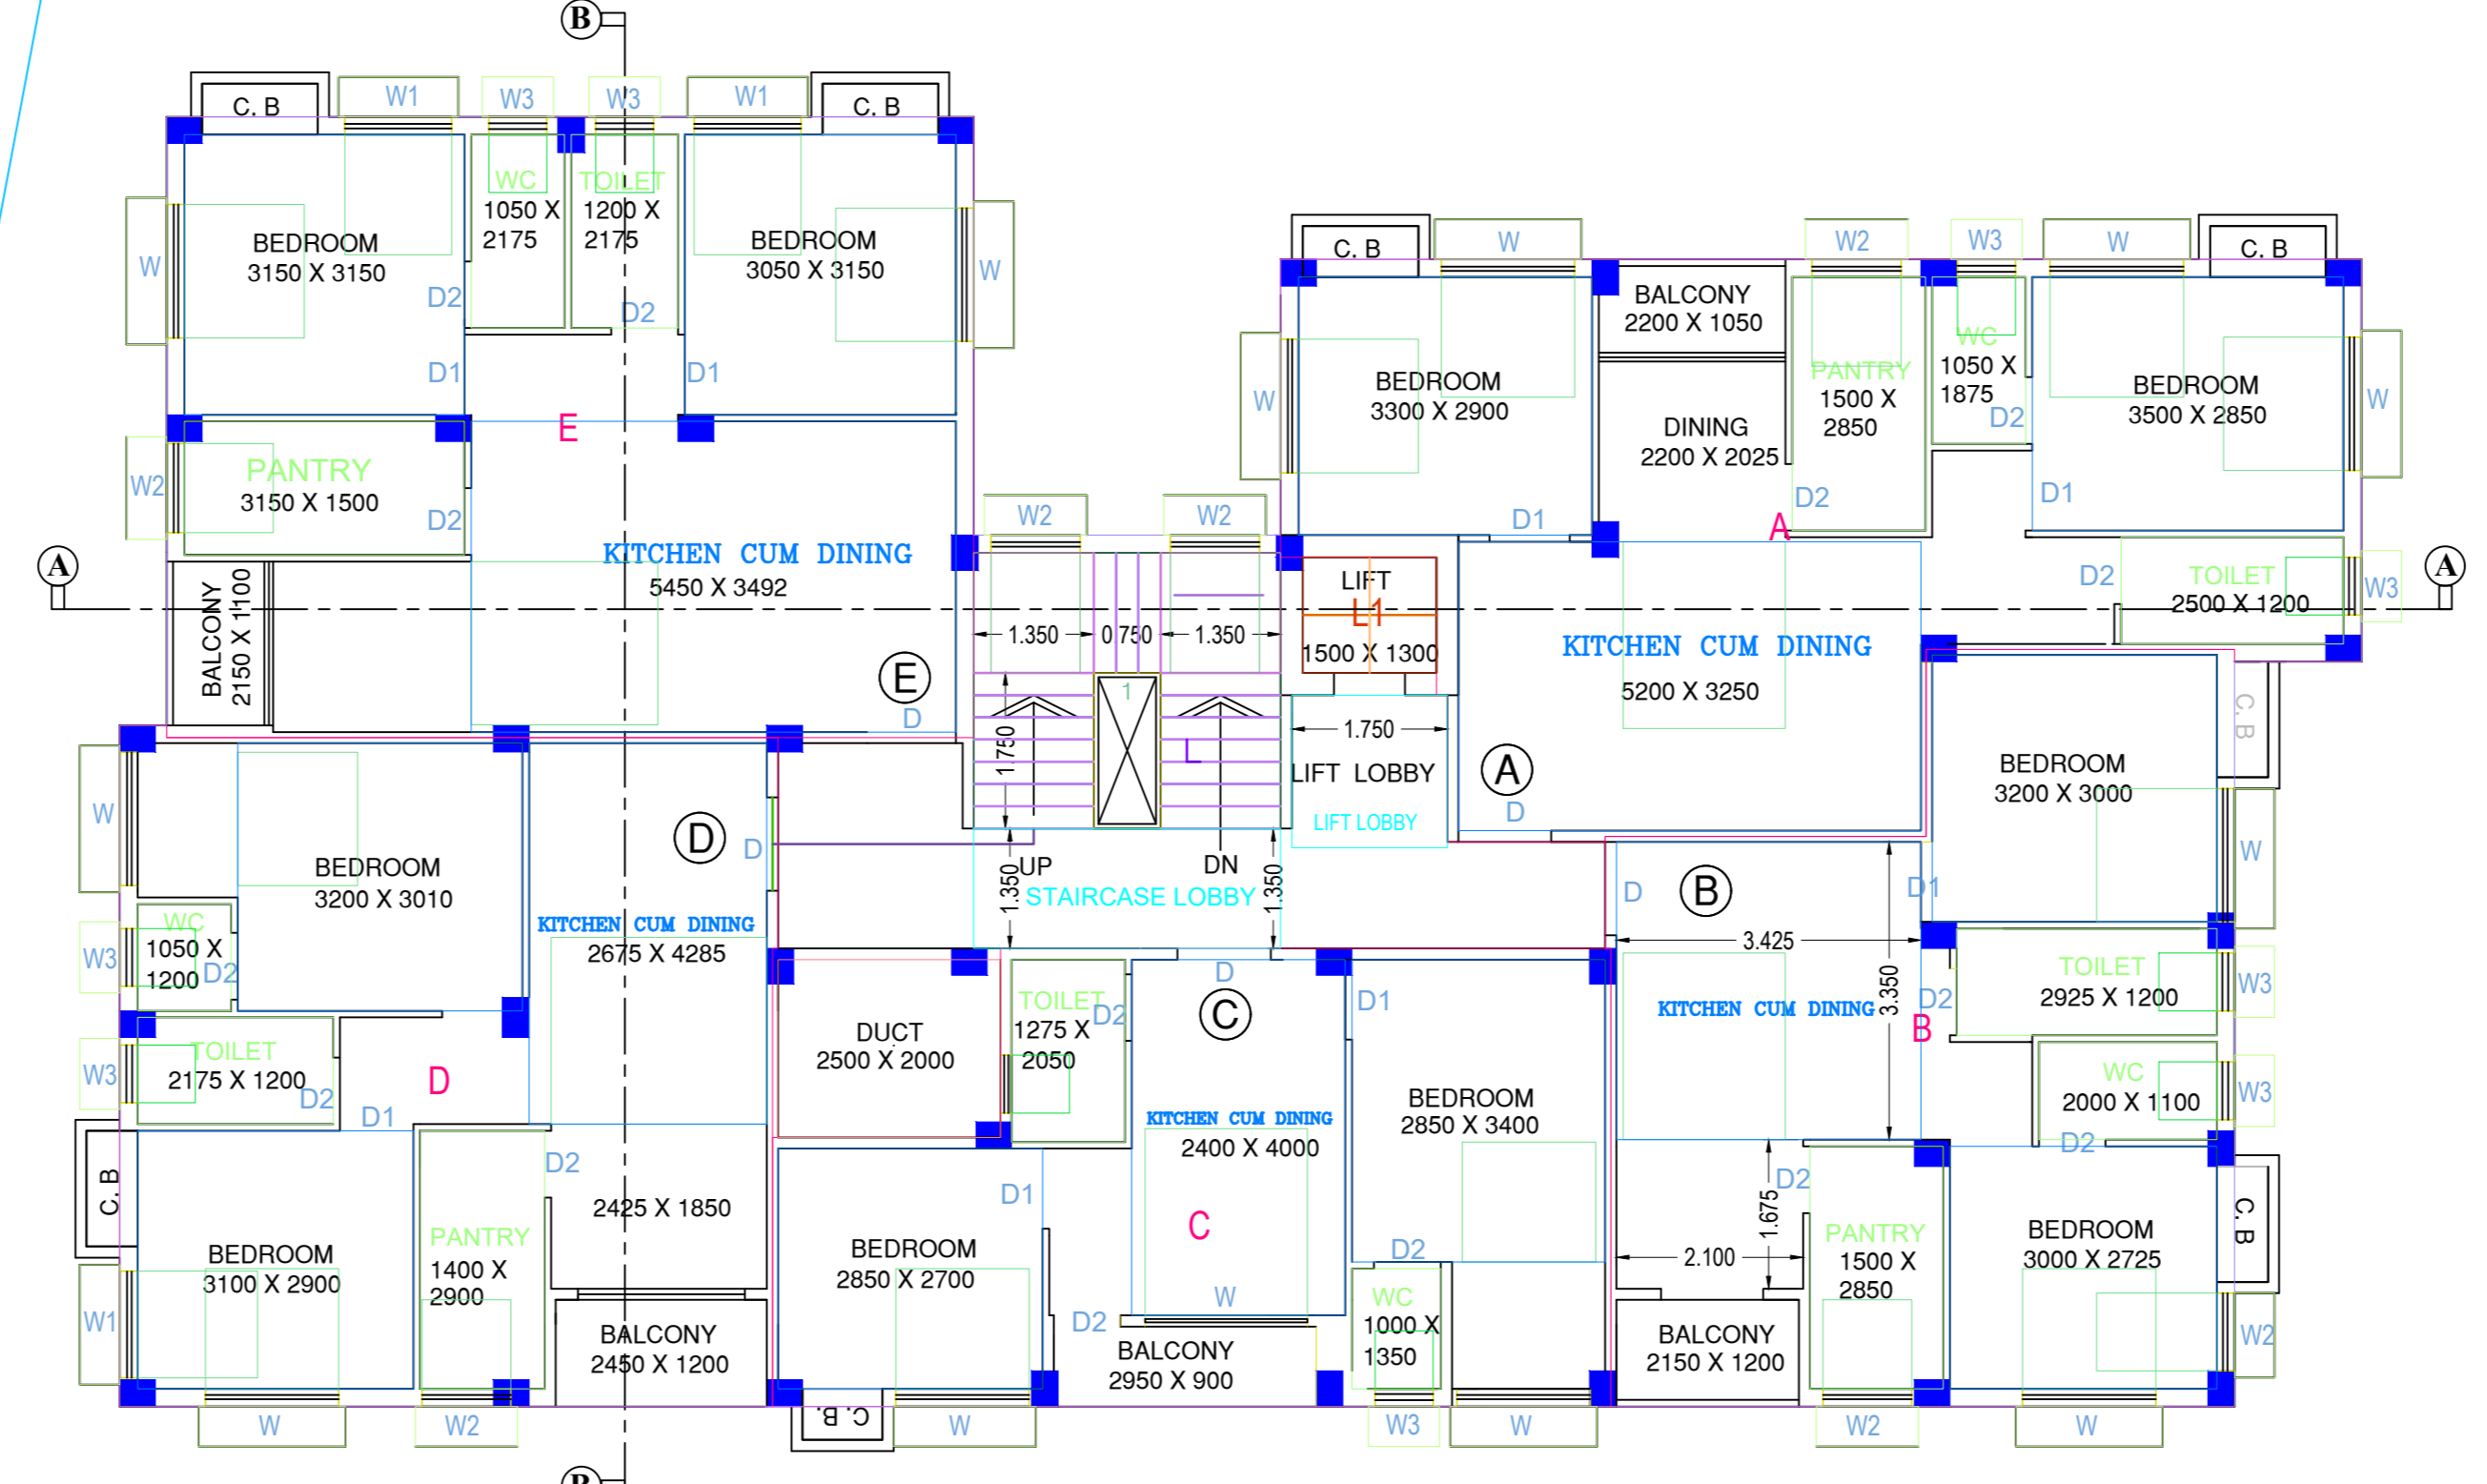 B
C. B
W1
W3
W3
W1
C. B
WC
1050 X
2175
TOILET
1200 X
2175
BEDROOM
3150 X 3150
BEDROOM
3050 X 3150
W
W
D2
D2
D1
D1
E
PANTRY
3150 X 1500
W2
D2
KITCHEN CUM DINING
5450 X 3492
A
BALCONY
2150 X 1100
E
D
C. B
W
W2
W3
W
C. B
BALCONY
2200 X 1050
BEDROOM
3300 X 2900
W
DINING
2200 X 2025
PANTRY
1500 X
2850
WC
1050 X
1875
D2
BEDROOM
3500 X 2850
W
D2
D1
D1
A
W2
W2
LIFT
L1
1500 X 1300
1.350
0.750
1.350
D2
TOILET
2500 X 1200
W3
A
KITCHEN CUM DINING
5200 X 3250
1
1.750
L
1.750
LIFT LOBBY
LIFT LOBBY
A
D
C. B
BEDROOM
3200 X 3000
W
W
D
D
BEDROOM
3200 X 3010
UP
DN
1.350
1.350
STAIRCASE LOBBY
B
D
D1
KITCHEN CUM DINING
2675 X 4285
WC
1050 X
1200
D2
W3
3.425
3.350
TOILET
2925 X 1200
D2
W3
KITCHEN CUM DINING
B
DUCT
2500 X 2000
TOILET
1275 X
2050
D2
D
C
D1
TOILET
2175 X 1200
D2
W3
D
D1
WC
2000 X 1100
W3
D2
KITCHEN CUM DINING
2400 X 4000
BEDROOM
2850 X 3400
C. B
D2
2425 X 1850
D1
C
D2
1.675
D2
2.100
C. B
BEDROOM
3100 X 2900
PANTRY
1400 X
2900
BEDROOM
2850 X 2700
PANTRY
1500 X
2850
BEDROOM
3000 X 2725
W1
W
D2
WC
1000 X
1350
W2
BALCONY
2450 X 1200
BALCONY
2950 X 900
BALCONY
2150 X 1200
W
W2
C. B.
W
W3
W
W2
W
B